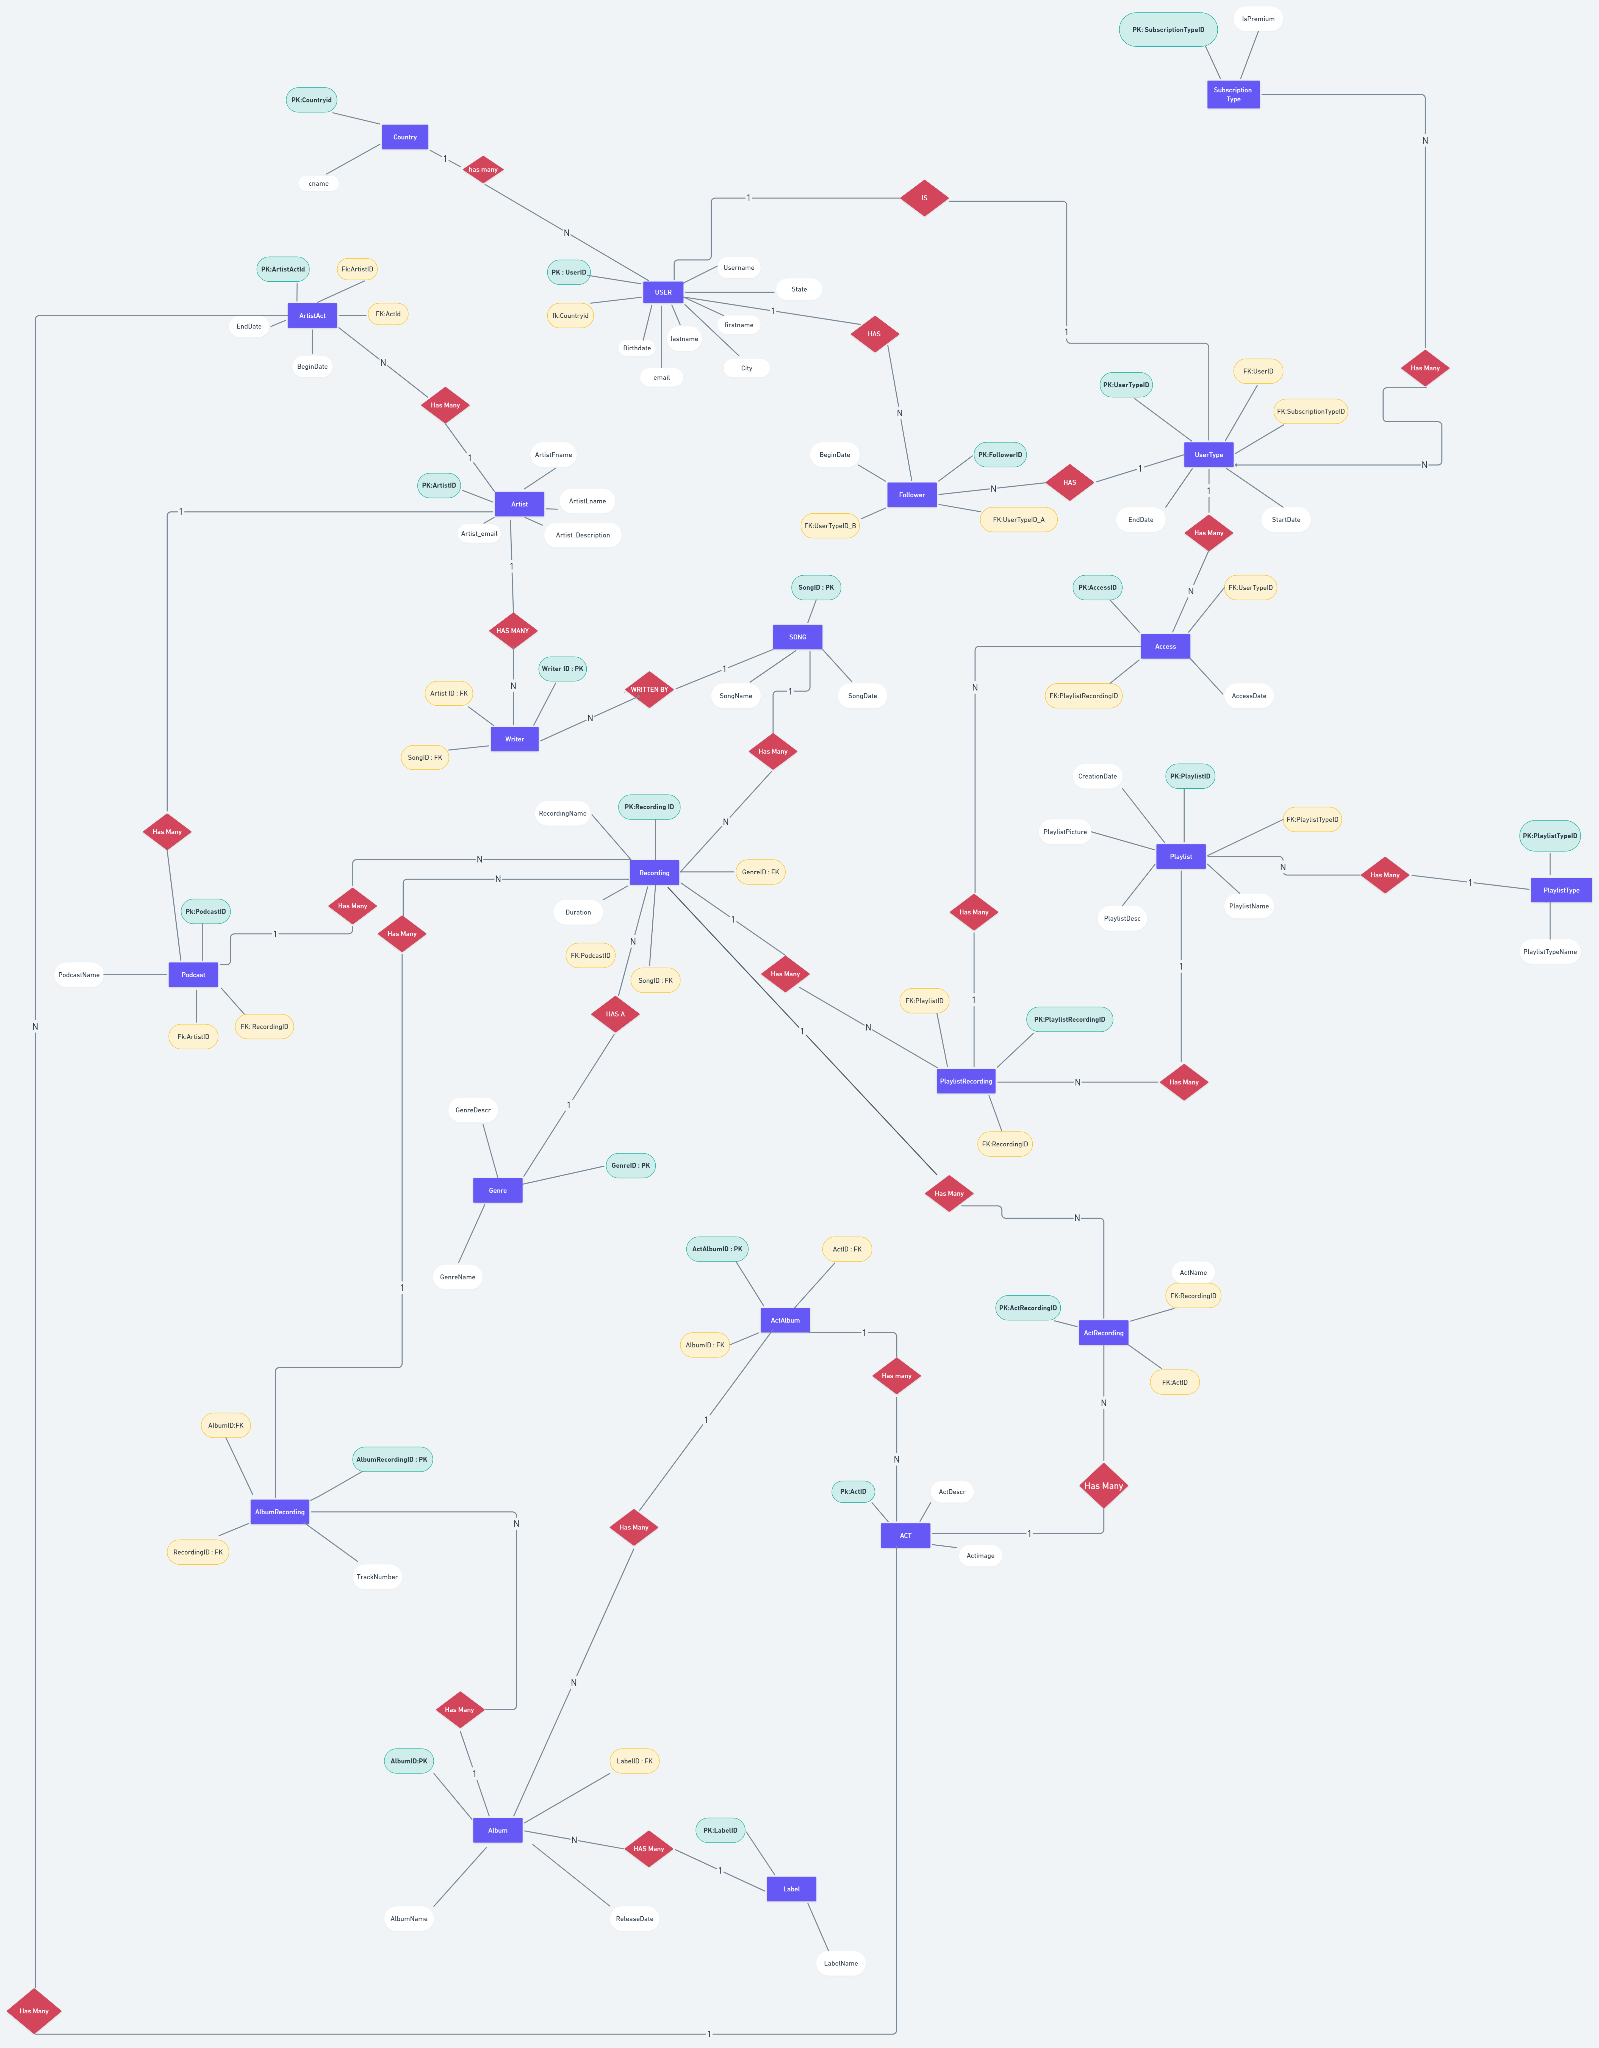 IsPremium
PK: SubscriptionTypeID
Subscription
Type
PK:Countryid
Country
1
has many
N
cname
1
IS
N
PK:ArtistActId
Fk:ArtistID
ArtistAct
FK:ActId
EndDate
BeginDate
N
Has Many
1
PK : UserID
Username
USER
State
fk:Countryid
Birthdate
lastname
firstname
email
City
1
HAS
N
1
Has Many
N
PK:UserTypeID
FK:UserID
FK:SubscriptionTypeID
UserType
EndDate
StartDate
BeginDate
PK:FollowerID
Follower
N
HAS
1
FK:UserTypeID_B
FK:UserTypeID_A
1
Has Many
N
ArtistFname
PK:ArtistID
Artist
ArtistLname
Artist_email
Artist_Description
1
1
HAS MANY
N
SongID : PK
SONG
SongName
SongDate
1
WRITTEN BY
N
1
Has Many
N
Writer ID : PK
Artist ID : FK
Writer
SongID : FK
PK:AccessID
FK:UserTypeID
Access
FK:PlaylistRecordingID
AccessDate
N
Has Many
1
CreationDate
PK:PlaylistID
PlaylistPicture
FK:PlaylistTypeID
Playlist
PlaylistDesc
PlaylistName
N
Has Many
1
PK:PlaylistTypeID
PlaylistType
PlaylistTypeName
1
Has Many
N
RecordingName
PK:Recording ID
Recording
GenreID : FK
Duration
FK:PodcastID
SongID : FK
N
Has Many
1
N
Has Many
1
Has Many
Pk:PodcastID
PodcastName
Podcast
Fk:ArtistID
FK: RecordingID
N
HAS A
1
1
Has Many
N
FK:PlaylistID
PK:PlaylistRecordingID
PlaylistRecording
FK:RecordingID
N
GenreDescr
GenreID : PK
Genre
GenreName
1
Has Many
N
ActName
PK:ActRecordingID
FK:RecordingID
ActRecording
FK:ActID
N
Has Many
1
ActAlbumID : PK
ActID : FK
ActAlbum
AlbumID : FK
1
Has many
N
1
Has Many
N
AlbumID:FK
AlbumRecordingID : PK
AlbumRecording
RecordingID : FK
TrackNumber
N
Has Many
1
Pk:ActID
ActDescr
ACT
Actimage
AlbumID:PK
LabelID : FK
Album
AlbumName
ReleaseDate
N
HAS Many
1
PK:LabelID
Label
LabelName
Has Many
1